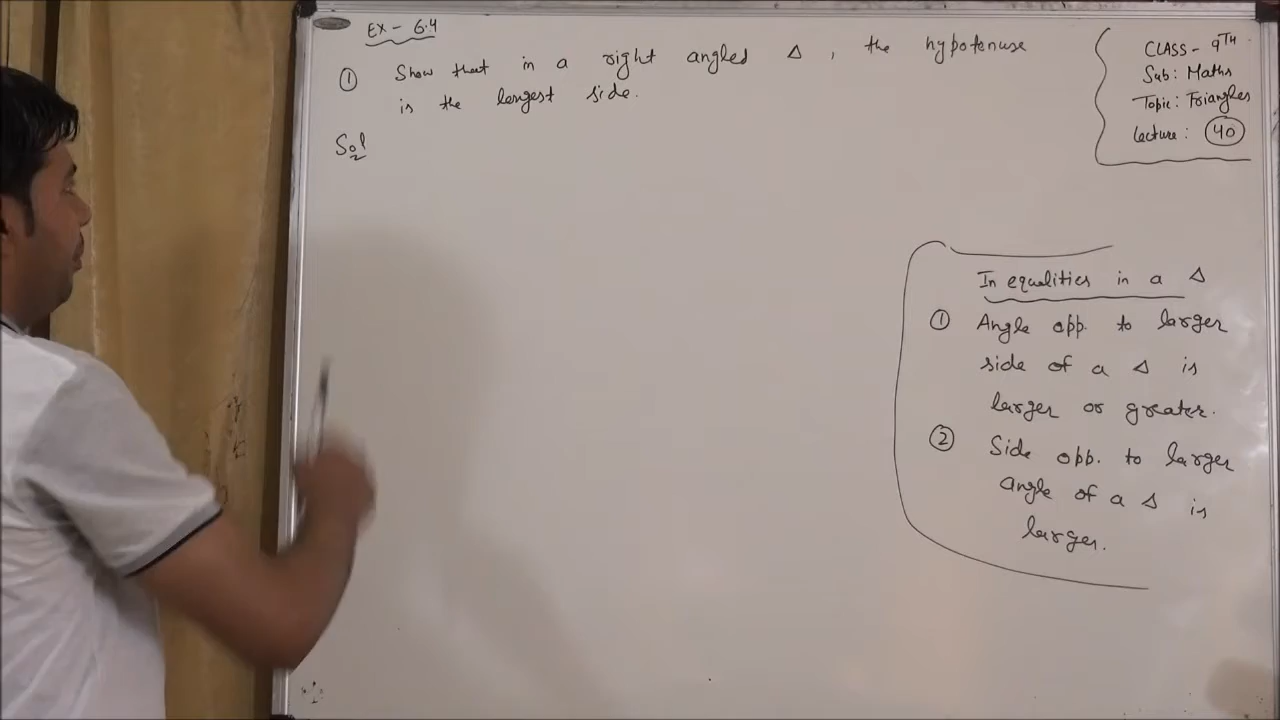 Ex - 6.4
① Show that in a right angled Δ, the hypotenuse
is the longest side.
Sol
CLASS - 9TH
Sub: Maths
Topic: Triangles
Lecture: 40
In equalities in a Δ
① Angle opp. to larger
side of a Δ is
larger or greater.
② Side opp. to larger
angle of a Δ is
larger.